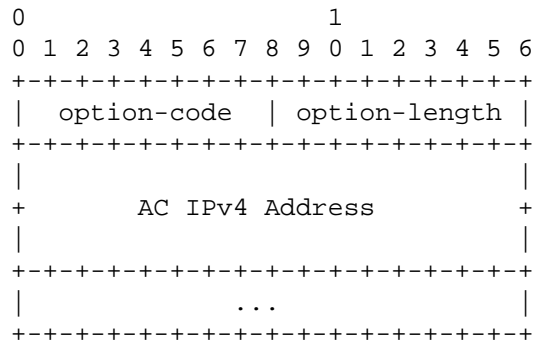 0                   1
0 1 2 3 4 5 6 7 8 9 0 1 2 3 4 5 6
+-+-+-+-+-+-+-+-+-+-+-+-+-+-+-+-+
|  option-code  | option-length |
+-+-+-+-+-+-+-+-+-+-+-+-+-+-+-+-+
|                               |
+       AC IPv4 Address         +
|                               |
+-+-+-+-+-+-+-+-+-+-+-+-+-+-+-+-+
|             ...               |
+-+-+-+-+-+-+-+-+-+-+-+-+-+-+-+-+